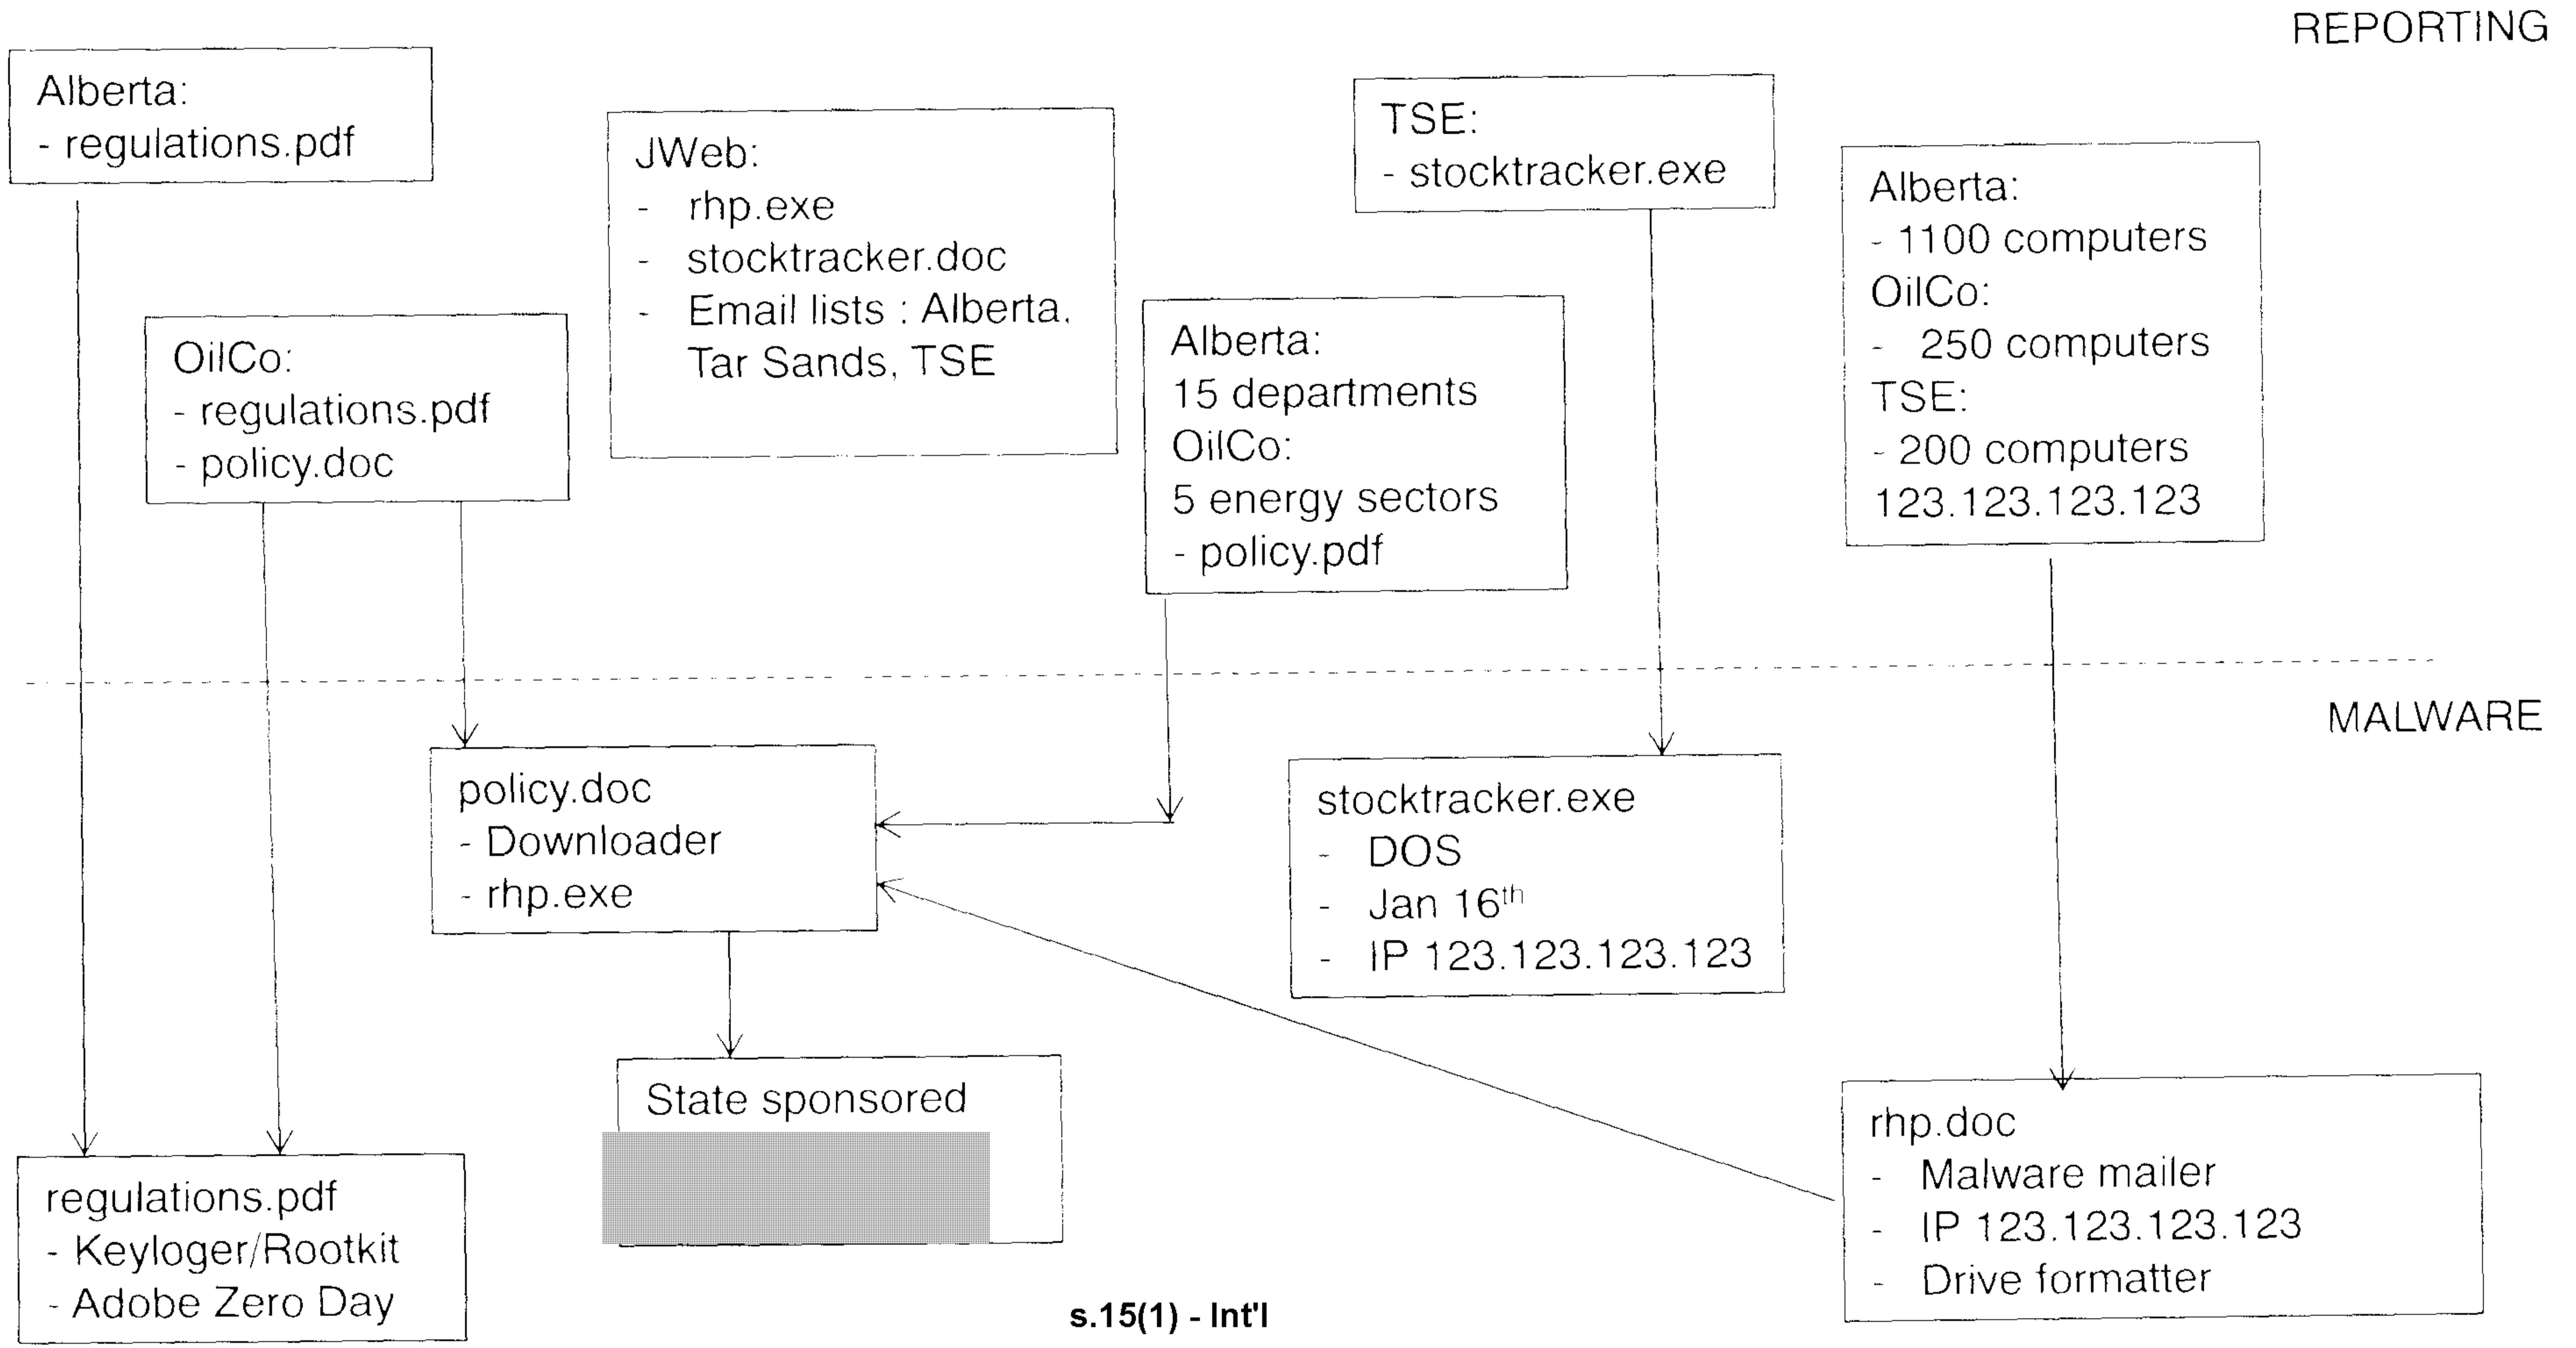 REPORTING
Alberta:
- regulations.pdf
OilCo:
- regulations.pdf
- policy.doc
JWeb:
- rhp.exe
- stocktracker.doc
- Email lists : Alberta,
Tar Sands, TSE
Alberta:
15 departments
OilCo:
5 energy sectors
- policy.pdf
TSE:
- stocktracker.exe
Alberta:
- 1100 computers
OilCo:
- 250 computers
TSE:
- 200 computers
123.123.123.123
MALWARE
policy.doc
- Downloader
- rhp.exe
stocktracker.exe
- DOS
- Jan 16th
- IP 123.123.123.123
State sponsored
regulations.pdf
- Keyloger/Rootkit
- Adobe Zero Day
rhp.doc
- Malware mailer
- IP 123.123.123.123
- Drive formatter
s.15(1) - Int'l